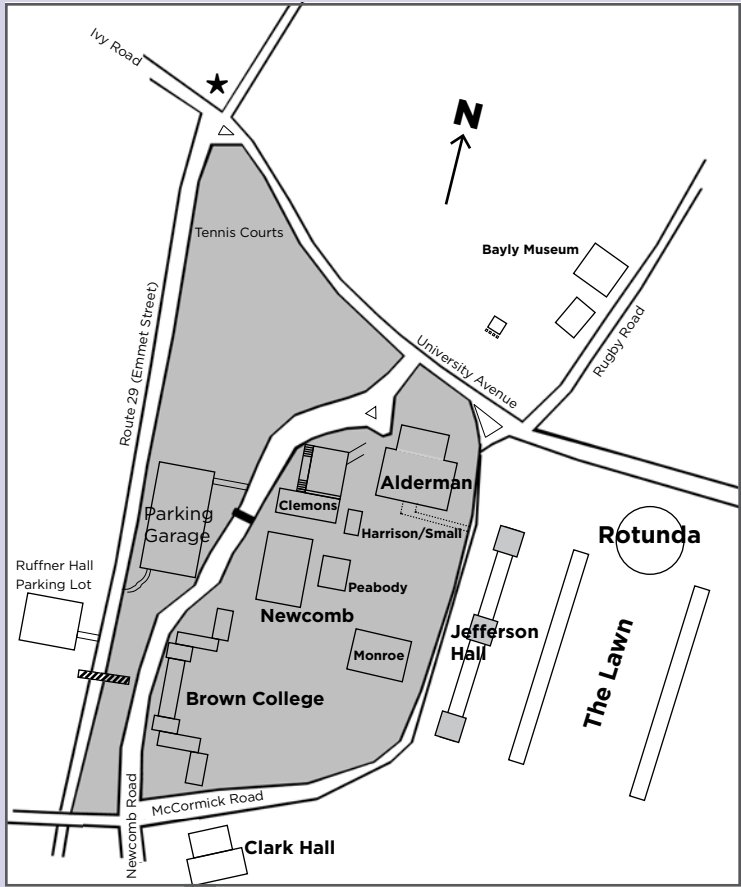 Ivy Road
N
Tennis Courts
Bayly Museum
Route 29 (Emmet Street)
University Avenue
Rugby Road
Alderman
Clemons
Parking
Garage
Harrison/Small
Rotunda
Ruffner Hall
Parking Lot
Peabody
Newcomb
Jefferson
Hall
Monroe
The Lawn
Brown College
McCormick Road
Newcomb Road
Clark Hall